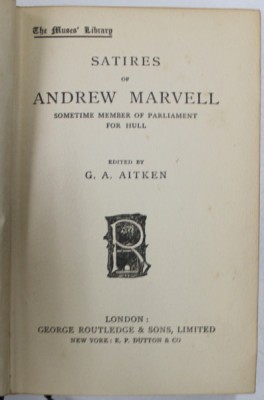 The Muses' Library
SATIRES
OF
ANDREW MARVELL
SOMETIME MEMBER OF PARLIAMENT
FOR HULL
EDITED BY
G. A. AITKEN
R
LONDON:
GEORGE ROUTLEDGE & SONS, LIMITED
NEW YORK: E. P. DUTTON & CO